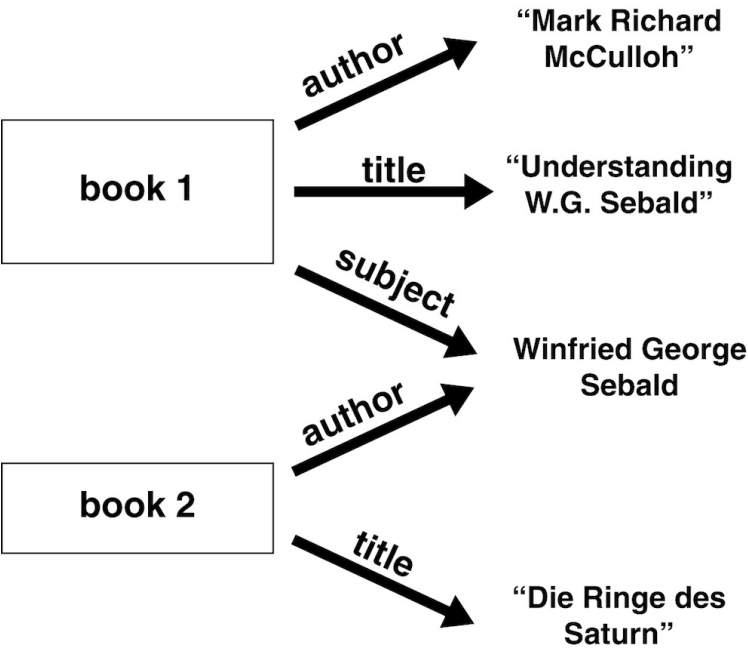 author
“Mark Richard
McCulloh”
book 1
title
“Understanding
W.G. Sebald”
subject
Winfried George
Sebald
author
book 2
title
“Die Ringe des
Saturn”